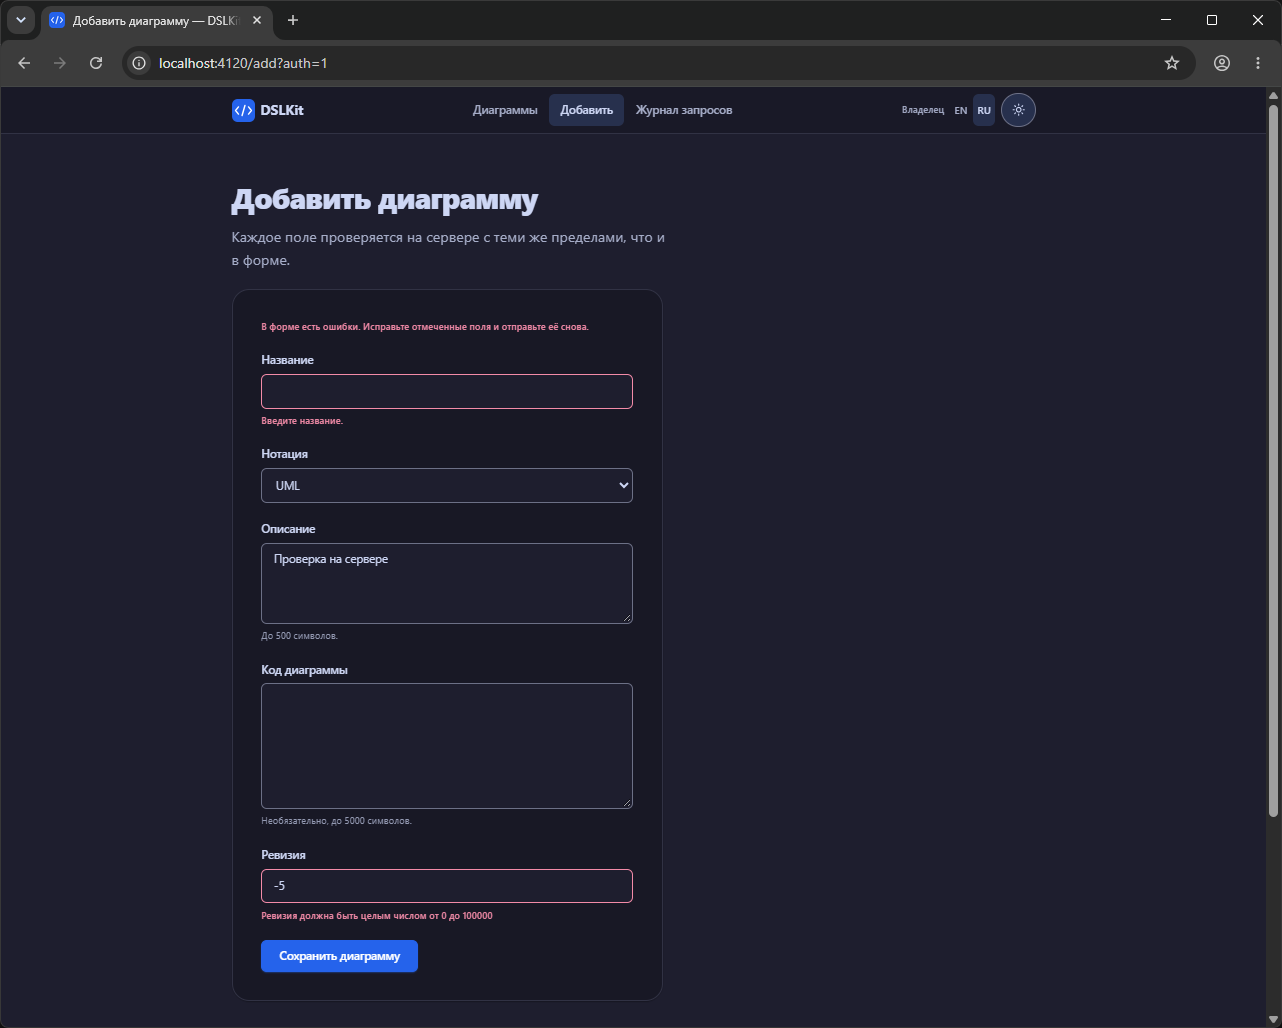 Добавить диаграмму — DSLKi
localhost:4120/add?auth=1
</> DSLKit
Диаграммы Добавить Журнал запросов
Владелец EN RU
Добавить диаграмму
Каждое поле проверяется на сервере с теми же пределами, что и
в форме.
В форме есть ошибки. Исправьте отмеченные поля и отправьте её снова.
Название
Введите название.
Нотация
UML
Описание
Проверка на сервере
До 500 символов.
Код диаграммы
Необязательно, до 5000 символов.
Ревизия
-5
Ревизия должна быть целым числом от 0 до 100000
Сохранить диаграмму